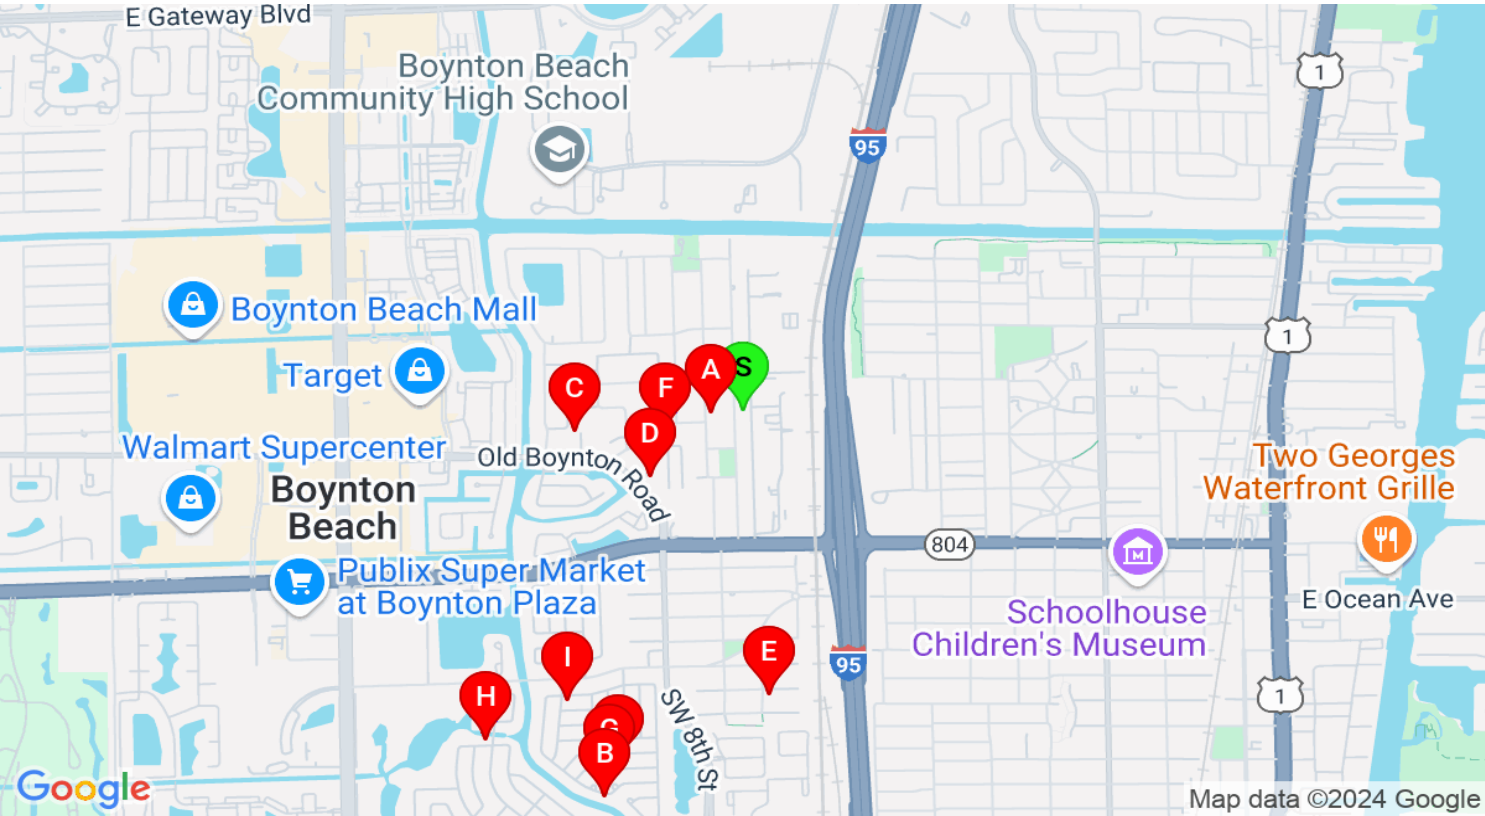 E Gateway Blvd
Boynton Beach
Community High School
1
95
Boynton Beach Mall
1
Target
C
F
A
S
D
Walmart Supercenter
Old Boynton Road
Boynton
Beach
Two Georges
Waterfront Grille
804
Publix Super Market
at Boynton Plaza
E Ocean Ave
Schoolhouse
Children's Museum
I
E
95
H
1
G
B
SW 8th St
Google
Map data ©2024 Google